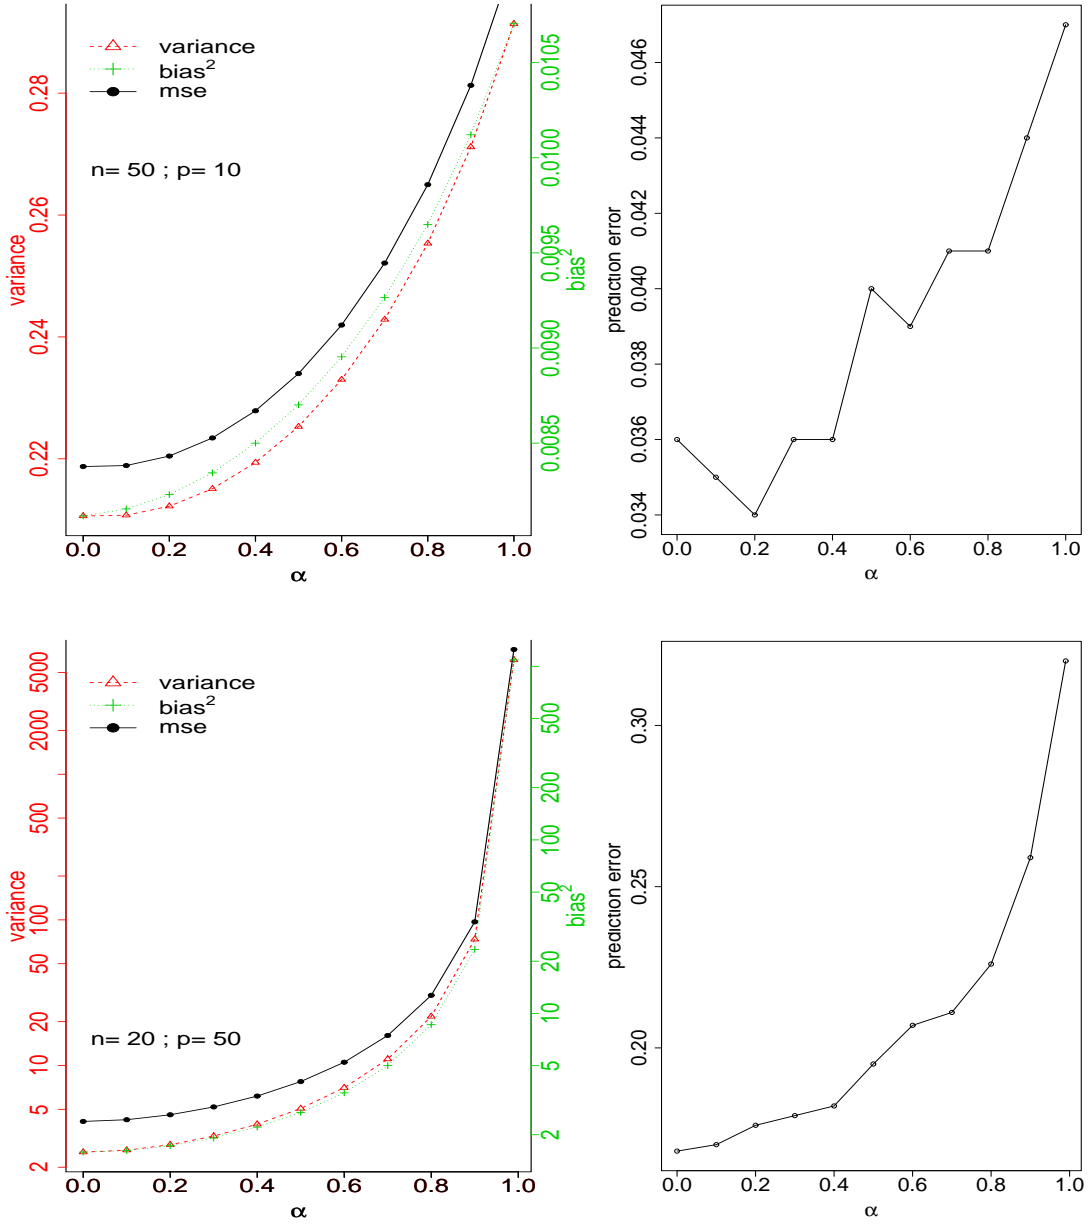 variance
bias2
mse
n= 50 ; p= 10
0.28
0.26
0.24
0.22
variance
0.0105
0.0100
0.0095
0.0090
0.0085
bias2
0.0 0.2 0.4 0.6 0.8 1.0
α
0.046
0.044
0.042
0.040
0.038
0.036
0.034
prediction error
0.0 0.2 0.4 0.6 0.8 1.0
α
variance
bias2
mse
n= 20 ; p= 50
5000
2000
500
100
50
20
10
5
2
variance
500
200
100
50
20
10
5
2
bias2
0.0 0.2 0.4 0.6 0.8 1.0
α
0.30
0.25
0.20
prediction error
0.0 0.2 0.4 0.6 0.8 1.0
α